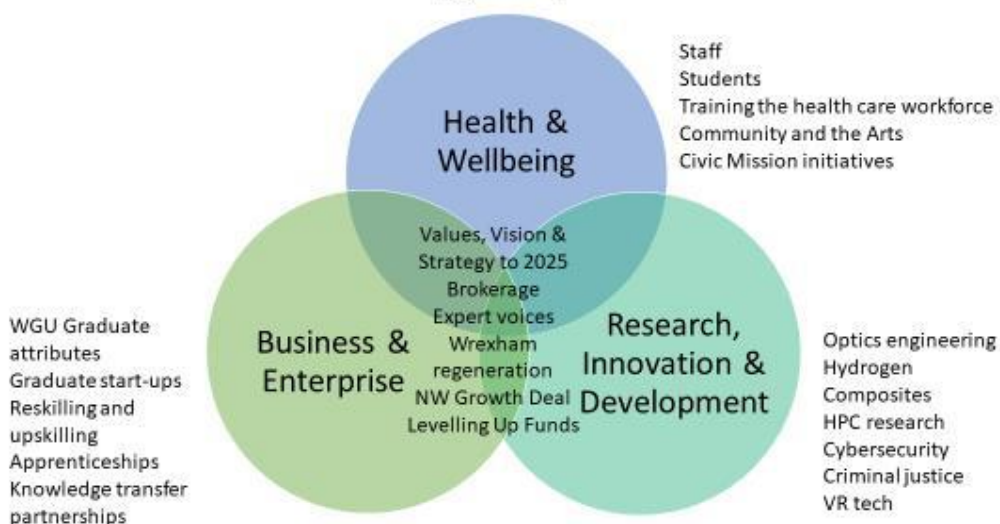 Health &
Wellbeing
Staff
Students
Training the health care workforce
Community and the Arts
Civic Mission initiatives
Values, Vision &
Strategy to 2025
Brokerage
Expert voices
Wrexham
regeneration
NW Growth Deal
Levelling Up Funds
Business &
Enterprise
WGU Graduate
attributes
Graduate start-ups
Reskilling and
upskilling
Apprenticeships
Knowledge transfer
partnerships
Research,
Innovation &
Development
Optics engineering
Hydrogen
Composites
HPC research
Cybersecurity
Criminal justice
VR tech